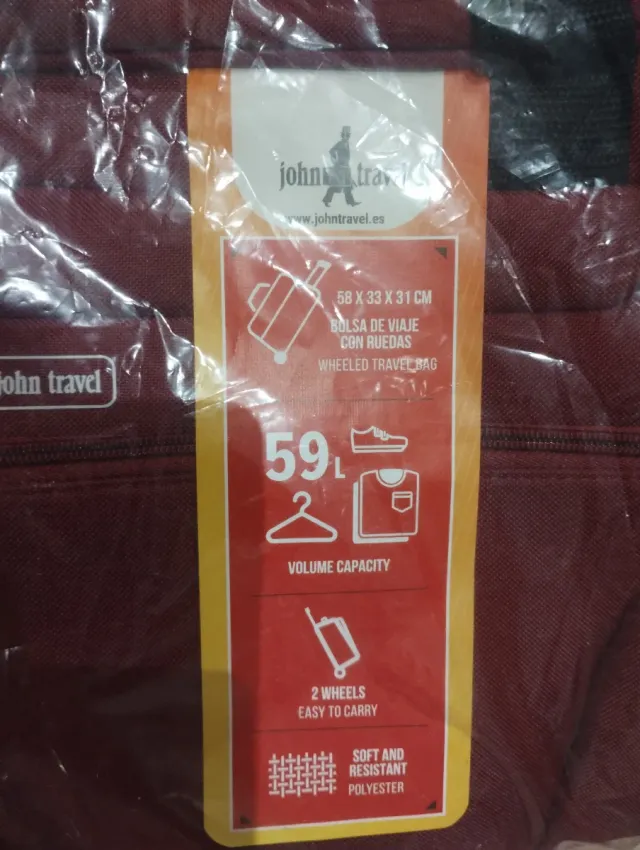 john travel
www.johntravel.es
58 X 33 X 31 CM
BOLSA DE VIAJE
CON RUEDAS
WHEELED TRAVEL BAG
john travel
59L
VOLUME CAPACITY
2 WHEELS
EASY TO CARRY
SOFT AND
RESISTANT
POLYESTER